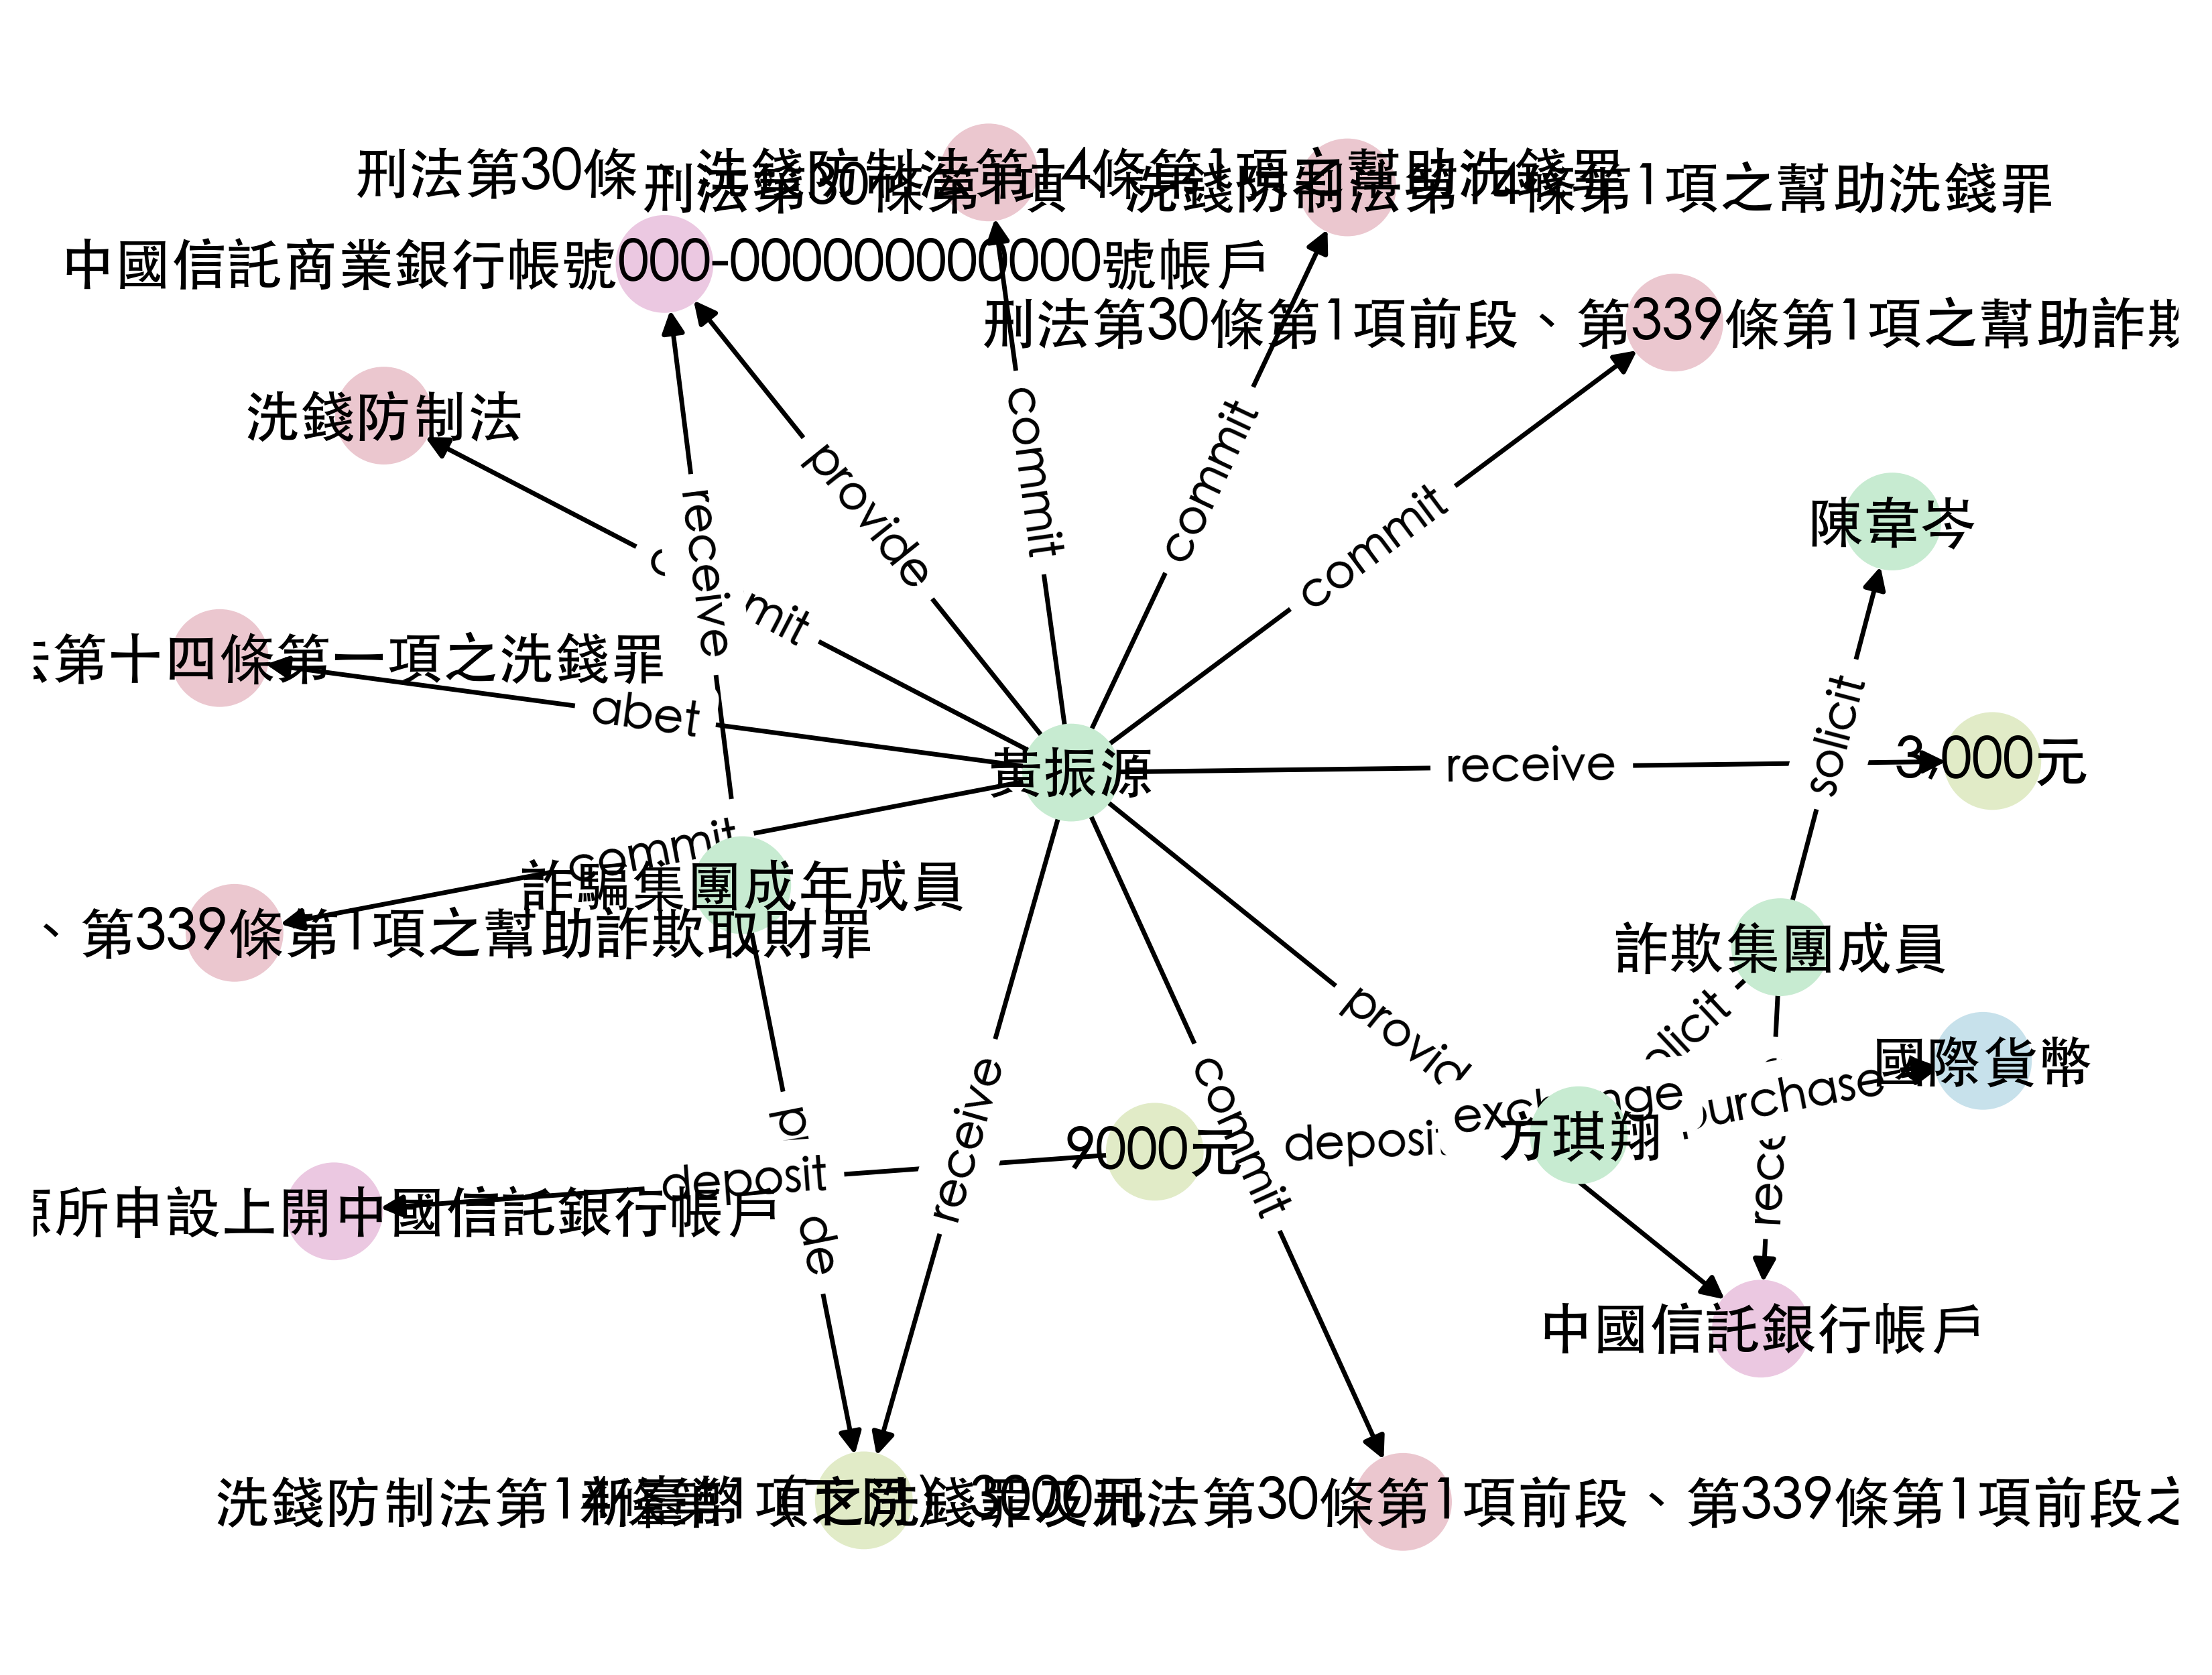 刑法第30條、洗錢防制法第14條第1項之幫助洗錢罪
刑法第30條第1項、洗錢防制法第14條第1項之幫助洗錢罪
中國信託商業銀行帳號000-000000000000號帳戶
刑法第30條第1項前段、第339條第1項之幫助詐欺
洗錢防制法
commit
commit
commit
provide
receive
mit
陳韋岑
第十四條第一項之洗錢罪
abet
solicit
黃振源
receive
3,000元
commit
詐騙集團成年成員
、第339條第1項之幫助詐欺取財罪
詐欺集團成員
provid
olicit
國際貨幣
purchase
exchange
方琪翔
deposit
9000元
receive
commit
rece
deposit
所申設上開中國信託銀行帳戶
de
中國信託銀行帳戶
洗錢防制法第14條第1項之洗錢罪及刑法第30條第1項前段、第339條第1項前段之
新臺幣(下同)3000元